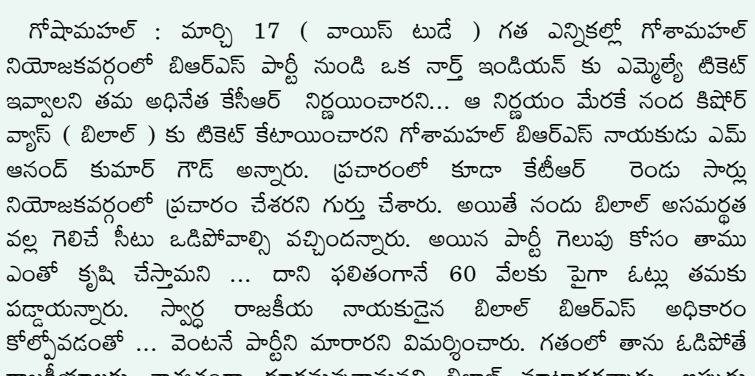 గోషామహల్ : మార్చి 17 ( వాయిస్ టుడే ) గత ఎన్నికల్లో గోశామహల్
నియోజకవర్గంలో బిఆర్ఎస్ పార్టీ నుండి ఒక నార్త్ ఇండియన్ కు ఎమ్మెల్యే టికెట్
ఇవ్వాలని తమ అధినేత కేసీఆర్ నిర్ణయించారని... ఆ నిర్ణయం మేరకే నంద కిషోర్
వ్యాస్ ( బిలాల్ ) కు టికెట్ కేటాయించారని గోశామహల్ బిఆర్ఎస్ నాయకుడు ఎమ్
ఆనంద్ కుమార్ గౌడ్ అన్నారు. ప్రచారంలో కూడా కేటీఆర్ రెండు సార్లు
నియోజకవర్గంలో ప్రచారం చేశరని గుర్తు చేశారు. అయితే నందు బిలాల్ అసమర్థత
వల్ల గెలిచే సీటు ఒడిపోవాల్సి వచ్చిందన్నారు. అయిన పార్టీ గెలుపు కోసం తాము
ఎంతో కృషి చేస్తామని ... దాని ఫలితంగానే 60 వేలకు పైగా ఓట్లు తమకు
పడ్డాయన్నారు. స్వార్థ రాజకీయ నాయకుడైన బిలాల్ బిఆర్ఎస్ అధికారం
కోల్పోవడంతో ... వెంటనే పార్టీని మారారని విమర్శించారు. గతంలో తాను ఓడిపోతే